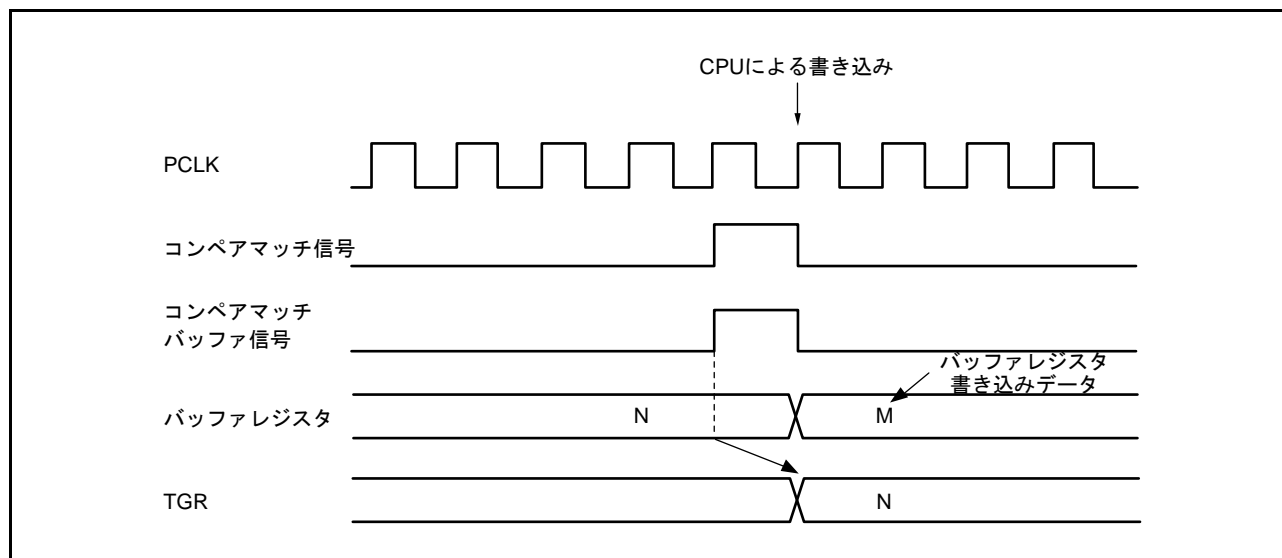 CPUによる書き込み
PCLK
コンペアマッチ信号
コンペアマッチ
バッファ信号
バッファレジスタ
書き込みデータ
バッファレジスタ
N
M
TGR
N